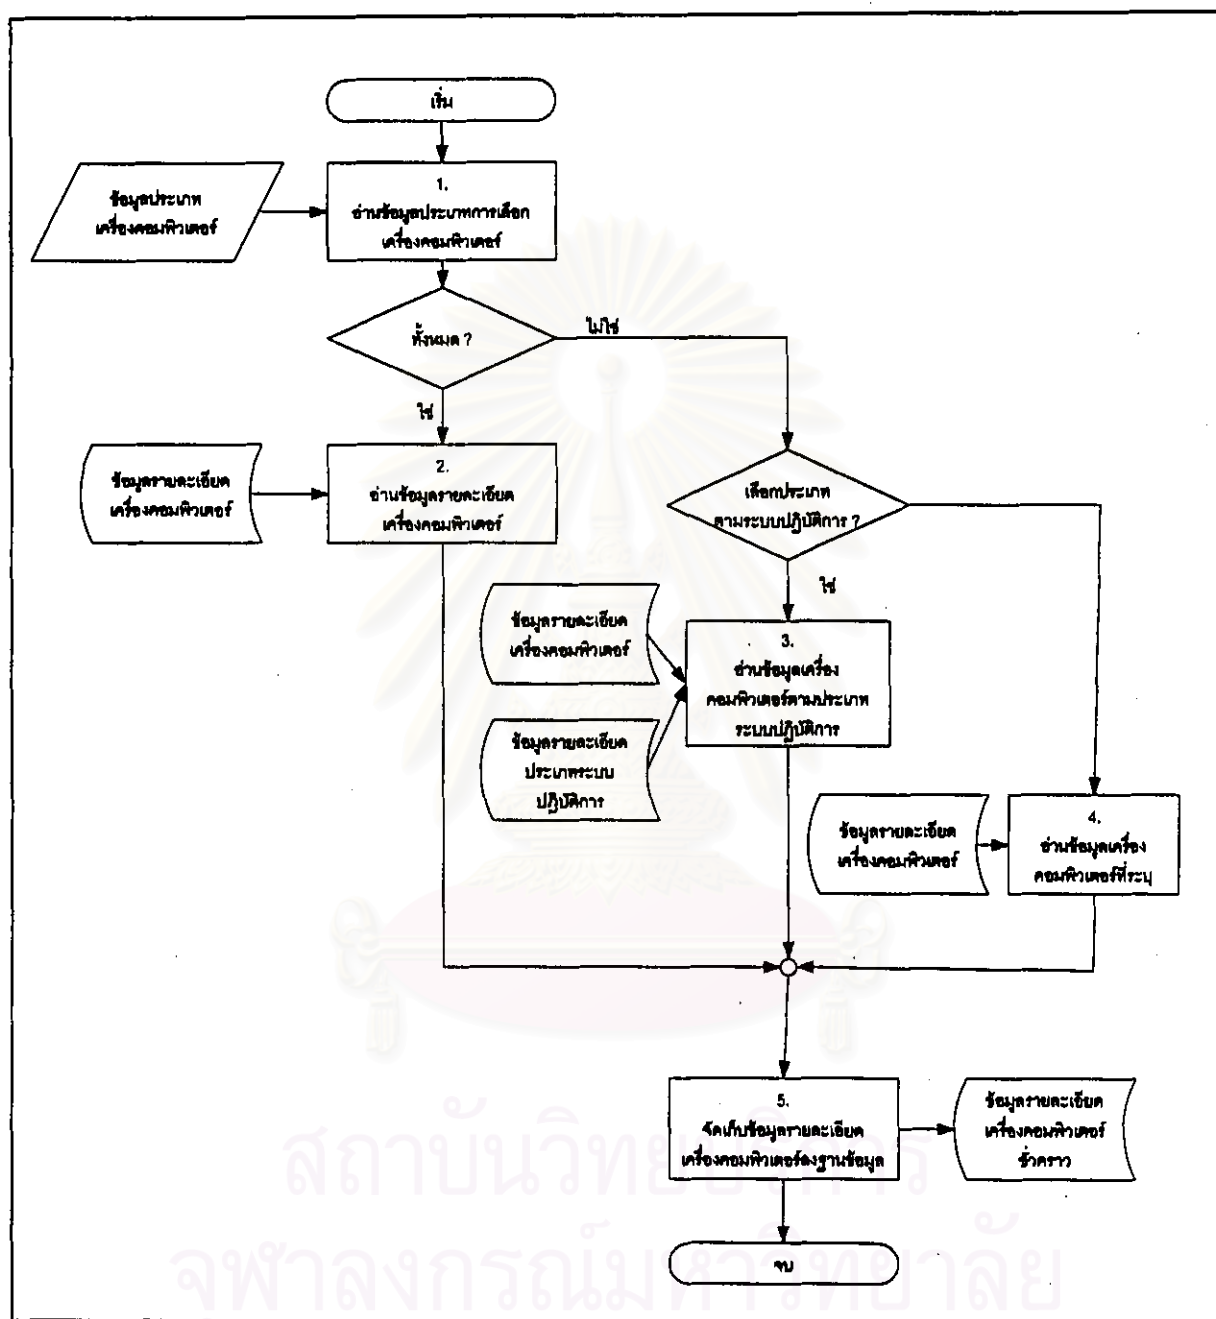 เริ่ม
ข้อมูลประเภท
เครื่องคอมพิวเตอร์
1.
อ่านข้อมูลประเภทการเลือก
เครื่องคอมพิวเตอร์
ทั้งหมด ?
ไม่ใช่
ใช่
ข้อมูลรายละเอียด
เครื่องคอมพิวเตอร์
2.
อ่านข้อมูลรายละเอียด
เครื่องคอมพิวเตอร์
เลือกประเภท
ตามระบบปฏิบัติการ ?
ใช่
ข้อมูลรายละเอียด
เครื่องคอมพิวเตอร์
3.
อ่านข้อมูลเครื่อง
คอมพิวเตอร์ตามประเภท
ระบบปฏิบัติการ
ข้อมูลรายละเอียด
ประเภทระบบ
ปฏิบัติการ
ข้อมูลรายละเอียด
เครื่องคอมพิวเตอร์
4.
อ่านข้อมูลเครื่อง
คอมพิวเตอร์ที่ระบุ
5.
จัดเก็บข้อมูลรายละเอียด
เครื่องคอมพิวเตอร์ลงฐานข้อมูล
ข้อมูลรายละเอียด
เครื่องคอมพิวเตอร์
ชั่วคราว
จบ
สถาบันวิทยบริการ
จุฬาลงกรณ์มหาวิทยาลัย